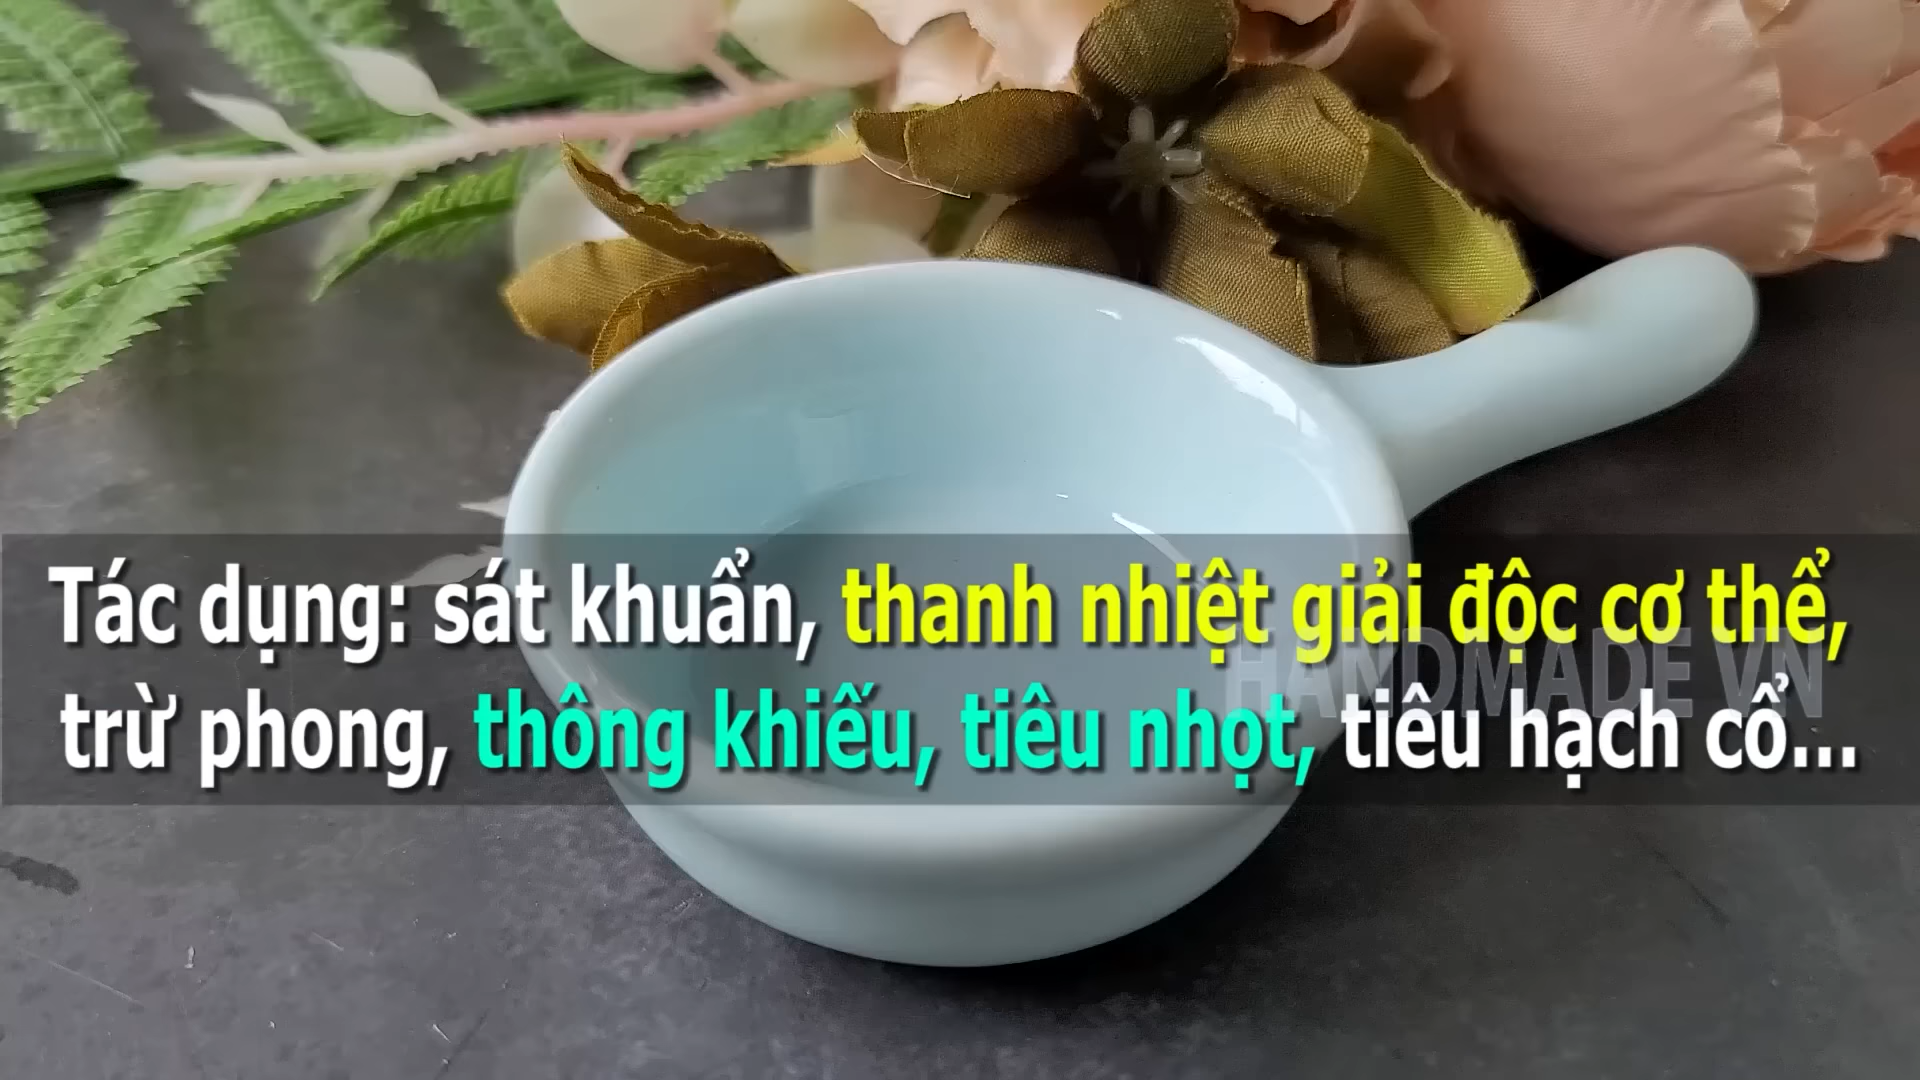 Tác dụng: sát khuẩn, thanh nhiệt giải độc cơ thể,
HANDMADE VN
trừ phong, thông khiếu, tiêu nhọt, tiêu hạch cổ...